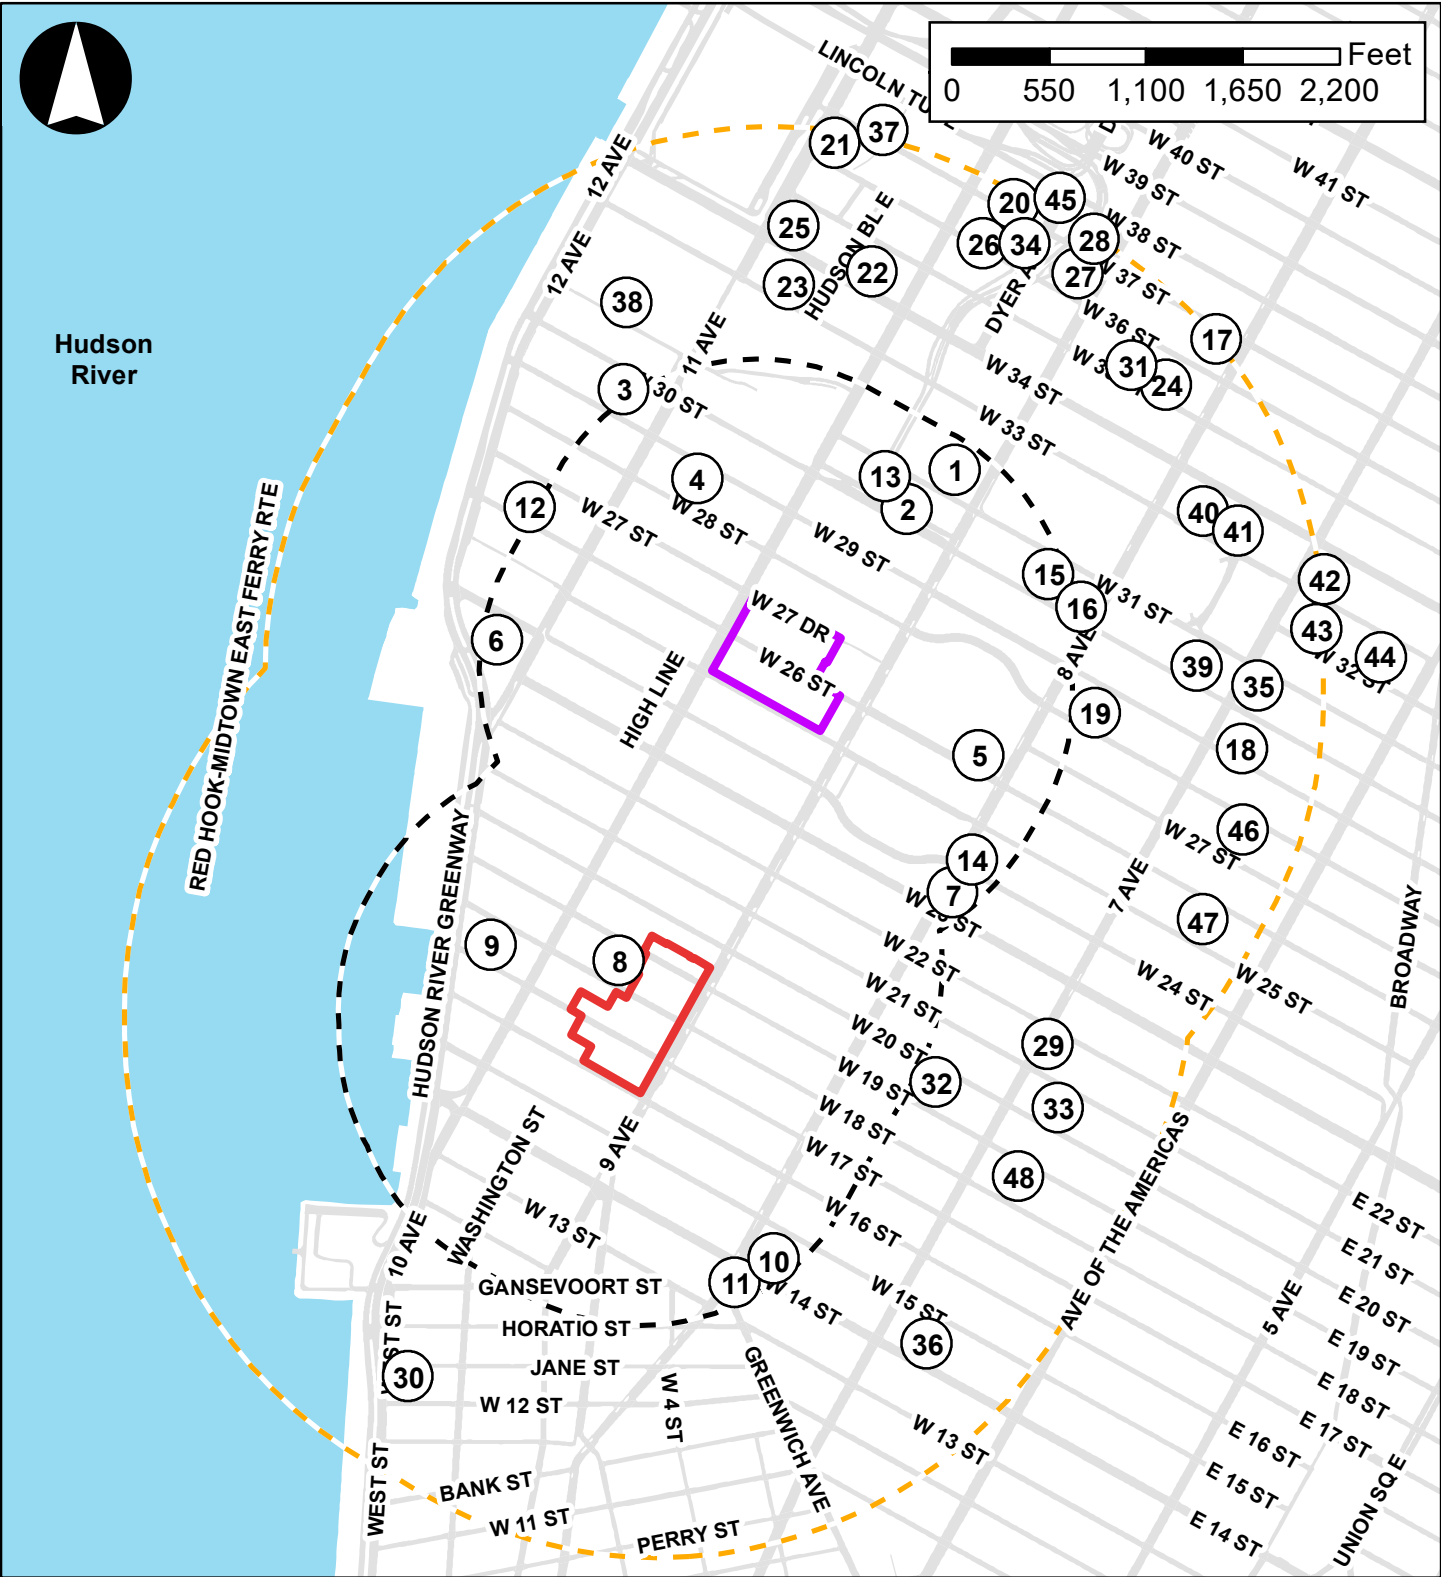 LINCOLN TU
Feet
0 550 1,100 1,650 2,200
D
W 40 ST
W 41 ST
W 39 ST
12 AVE
21
37
20
45
W 38 ST
25
HUDSON BL E
26
34
28
12 AVE
22
23
27
W 37 ST
DYER A
38
W 36 ST
Hudson
River
11 AVE
17
W 3
31
24
W 34 ST
3
W 30 ST
W 33 ST
1
13
4
2
12
W 27 ST
W 28 ST
W 29 ST
40
41
RED HOOK-MIDTOWN EAST FERRY RTE
15
16
W 31 ST
42
43
W 27 DR
W 26 ST
6
8 AVE
39
35
W 32 ST
44
HIGH LINE
19
5
18
W 27 ST
46
14
7
HUDSON RIVER GREENWAY
7 AVE
W 23 ST
47
BROADWAY
9
8
W 22 ST
W 24 ST
W 25 ST
W 21 ST
W 20 ST
29
W 19 ST
32
33
W 18 ST
WASHINGTON ST
9 AVE
W 17 ST
48
AVE OF THE AMERICAS
W 13 ST
W 16 ST
E 22 ST
10 AVE
10
11
E 21 ST
GANSEVOORT ST
W 14 ST
W 15 ST
5 AVE
E 20 ST
HORATIO ST
36
E 19 ST
WEST ST
30
JANE ST
GREENWICH AVE
E 18 ST
W 12 ST
W 4 ST
W 13 ST
E 17 ST
E 16 ST
WEST ST
BANK ST
E 15 ST
UNION SQ E
W 11 ST
PERRY ST
E 14 ST